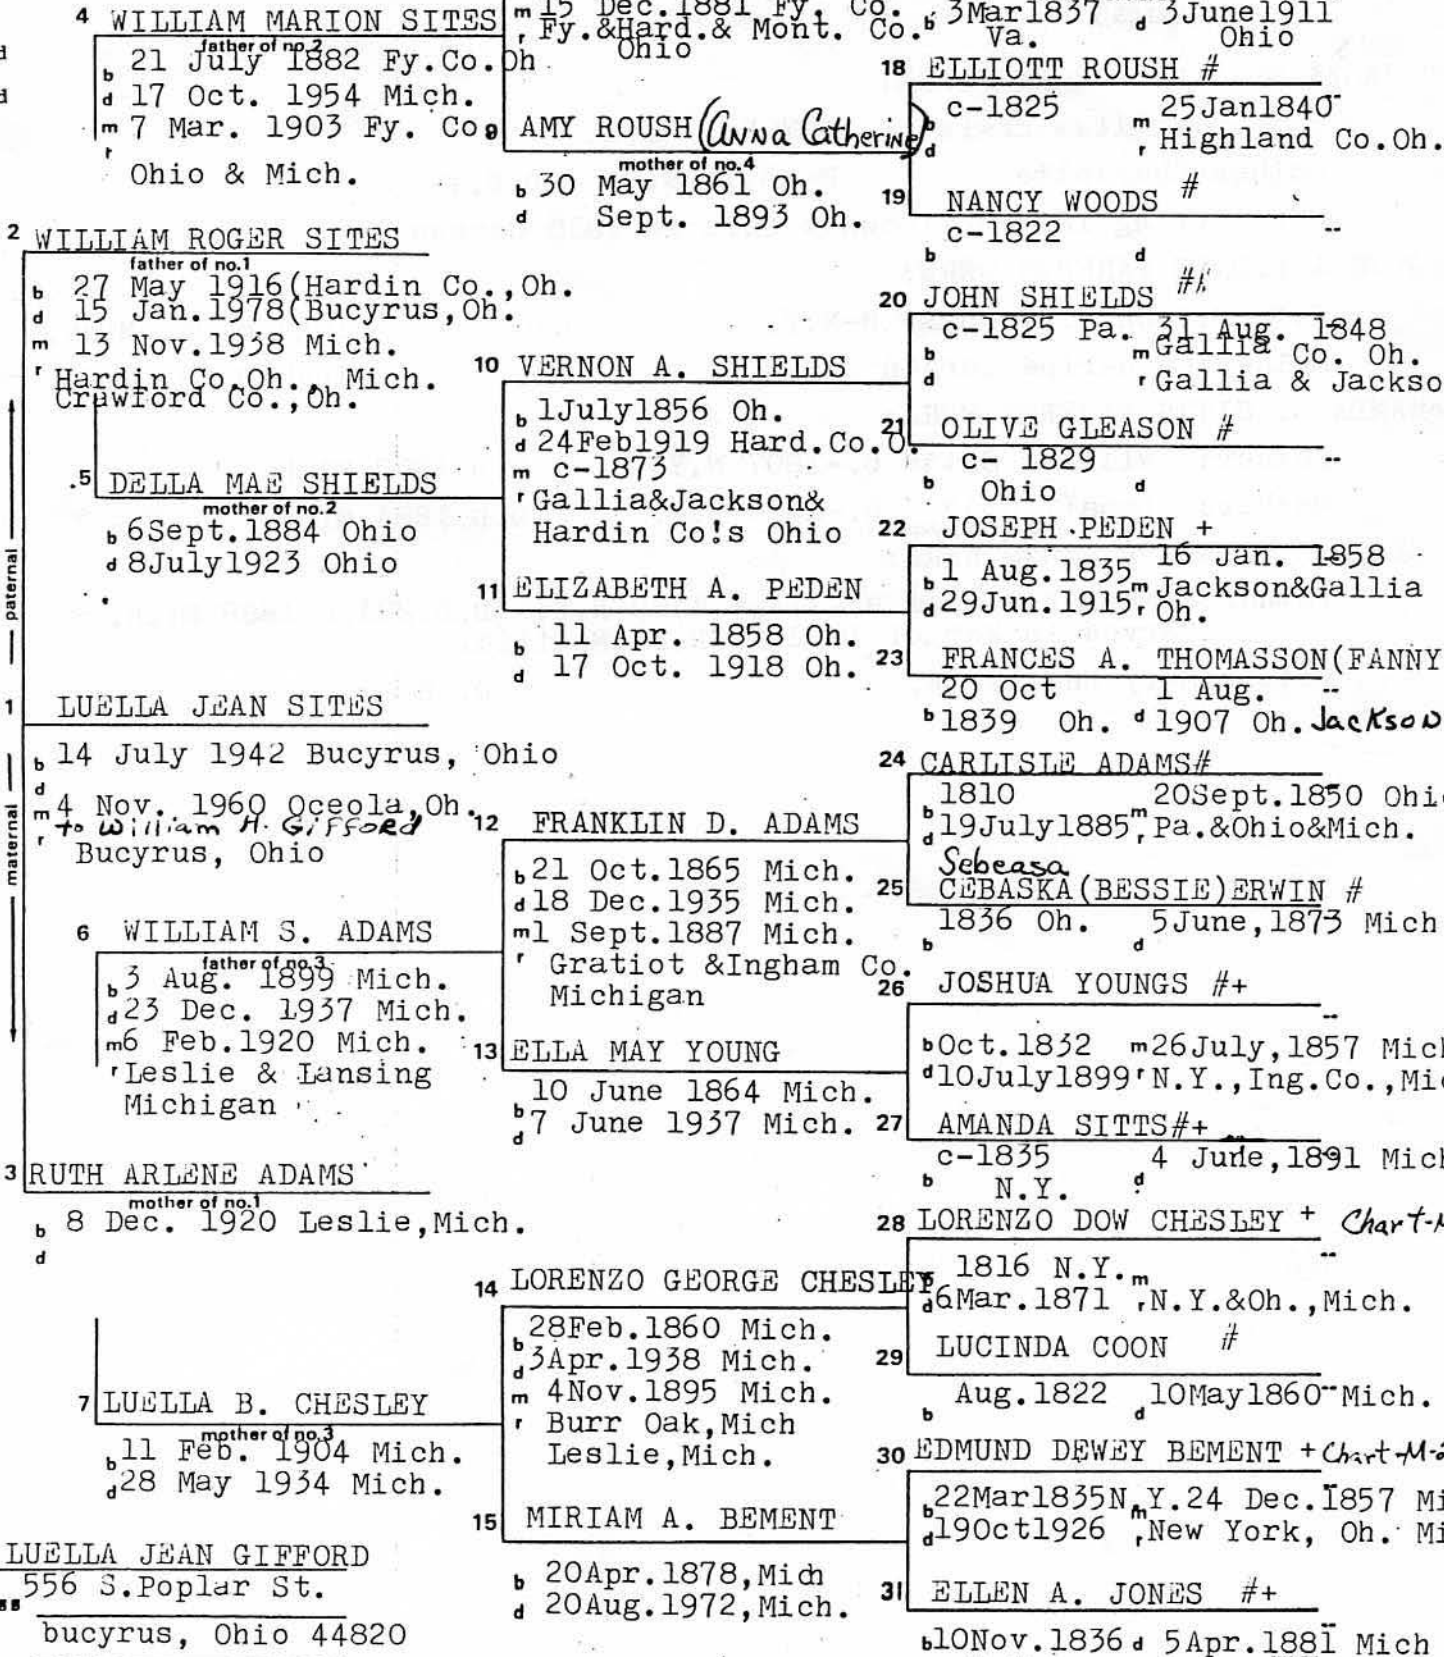 4 WILLIAM MARION SITES
father of no.2
b 21 July 1882 Fy.Co.Oh
d 17 Oct. 1954 Mich.
m 7 Mar. 1903 Fy. Co
r
Ohio & Mich.
2 WILLIAM ROGER SITES
father of no.1
b 27 May 1916(Hardin Co.,Oh.
d 15 Jan.1978(Bucyrus,Oh.
m 13 Nov.1938 Mich.
r Hardin Co.Oh., Mich.
Crawford Co.,Oh.
.5 DELLA MAE SHIELDS
mother of no.2
b 6Sept.1884 Ohio
d 8July1923 Ohio
paternal
1 LUELLA JEAN SITES
b 14 July 1942 Bucyrus, Ohio
d
m 4 Nov. 1960 Oceola,Oh.
to William H. Gifford
r Bucyrus, Ohio
maternal
6 WILLIAM S. ADAMS
father of no.3
b 3 Aug. 1899 Mich.
d 23 Dec. 1937 Mich.
m 6 Feb.1920 Mich.
r Leslie & Lansing
Michigan
3 RUTH ARLENE ADAMS
mother of no.1
b 8 Dec. 1920 Leslie,Mich.
d
7 LUELLA B. CHESLEY
mother of no.3
b 11 Feb. 1904 Mich.
d 28 May 1934 Mich.
LUELLA JEAN GIFFORD
556 S.Poplar St.
bucyrus, Ohio 44820
m 15 Dec.1881 Fy. Co.
r Fy.&Hard.& Mont. Co.
Ohio
9 AMY ROUSH (Anna Catherine)
mother of no.4
b 30 May 1861 Oh.
d Sept. 1893 Oh.
10 VERNON A. SHIELDS
b 1July1856 Oh.
d 24Feb1919 Hard.Co.O.
m c-1873
r Gallia&Jackson&
Hardin Co!s Ohio
11 ELIZABETH A. PEDEN
b 11 Apr. 1858 Oh.
d 17 Oct. 1918 Oh.
12 FRANKLIN D. ADAMS
b 21 Oct.1865 Mich.
d 18 Dec.1935 Mich.
m 1 Sept.1887 Mich.
r Gratiot &Ingham Co.
Michigan
13 ELLA MAY YOUNG
b 10 June 1864 Mich.
d 7 June 1937 Mich.
14 LORENZO GEORGE CHESLEY
b 28Feb.1860 Mich.
d 3Apr.1938 Mich.
m 4Nov.1895 Mich.
r Burr Oak,Mich
Leslie,Mich.
15 MIRIAM A. BEMENT
b 20Apr.1878,Mich
d 20Aug.1972,Mich.
b 3Mar1837 d 3June1911
Va. Ohio
18 ELLIOTT ROUSH #
b c-1825 m 25Jan1840
d r Highland Co.Oh.
19 NANCY WOODS #
c-1822 --
b d
20 JOHN SHIELDS ##
c-1825 Pa. 31 Aug. 1848
b m Gallia Co. Oh.
d r Gallia & Jackso
21 OLIVE GLEASON #
c- 1829 --
b Ohio d
22 JOSEPH PEDEN +
b 1 Aug.1835 16 Jan. 1858
m Jackson&Gallia
d 29Jun.1915 r Oh.
23 FRANCES A. THOMASSON(FANNY
20 Oct 1 Aug. --
b 1839 Oh. d 1907 Oh. Jackson
24 CARLISLE ADAMS#
b 1810 m 20Sept.1850 Ohi
d 19July1885 r Pa.&Ohio&Mich.
Sebeasa
25 CEBASKA(BESSIE)ERWIN #
1836 Oh. 5June,1873 Mich
b d
26 JOSHUA YOUNGS #+
--
b Oct.1832 m 26July,1857 Mich
d 10July1899 r N.Y.,Ing.Co.,Mic
27 AMANDA SITTS#+
c-1835 4 June,1891 Mich
b N.Y. d
28 LORENZO DOW CHESLEY + Chart-M
--
b 1816 N.Y. m
d 6Mar.1871 r N.Y.&Oh.,Mich.
29 LUCINDA COON #
Aug.1822 10May1860--Mich.
b d
30 EDMUND DEWEY BEMENT + Chart-M-
b 22Mar1835N.Y. m 24 Dec.1857 Mi
d 19Oct1926 r New York, Oh. Mi
31 ELLEN A. JONES #+
--
b 10Nov.1836 d 5Apr.1881 Mich